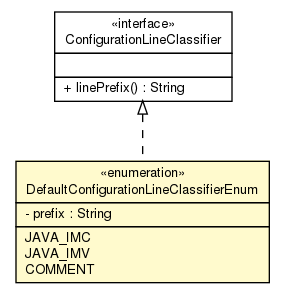 «interface»
ConfigurationLineClassifier
+ linePrefix() : String
«enumeration»
DefaultConfigurationLineClassifierEnum
- prefix : String
JAVA_IMC
JAVA_IMV
COMMENT